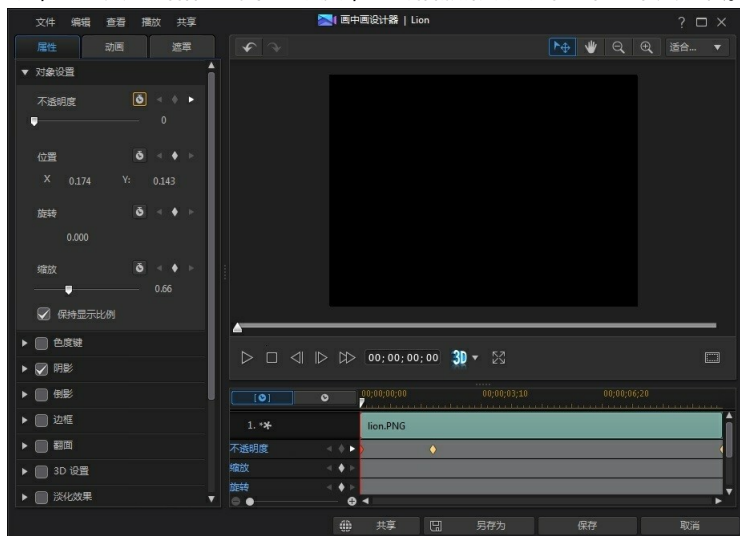 文件 编辑 查看 播放 共享
画中画设计器 | Lion
属性 动画 遮罩
适合...
对象设置
不透明度
0
位置
X 0.174 Y: 0.143
旋转
0.000
缩放
0.66
保持显示比例
色度键
阴影
倒影
边框
翻面
3D 设置
淡化效果
00;00;00;00 3D
00;00;00;00 00;00;03;10 00;00;06;20
1. lion.PNG
不透明度
缩放
旋转
共享 另存为 保存 取消